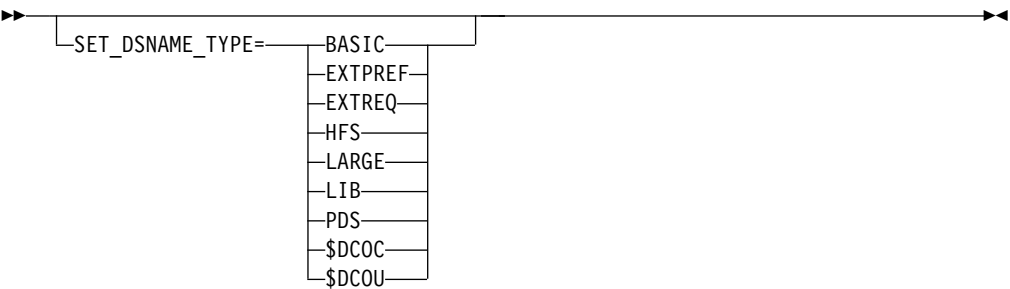 SET_DSNAME_TYPE= BASIC
EXTPREF
EXTREQ
HFS
LARGE
LIB
PDS
$DCOC
$DCOU